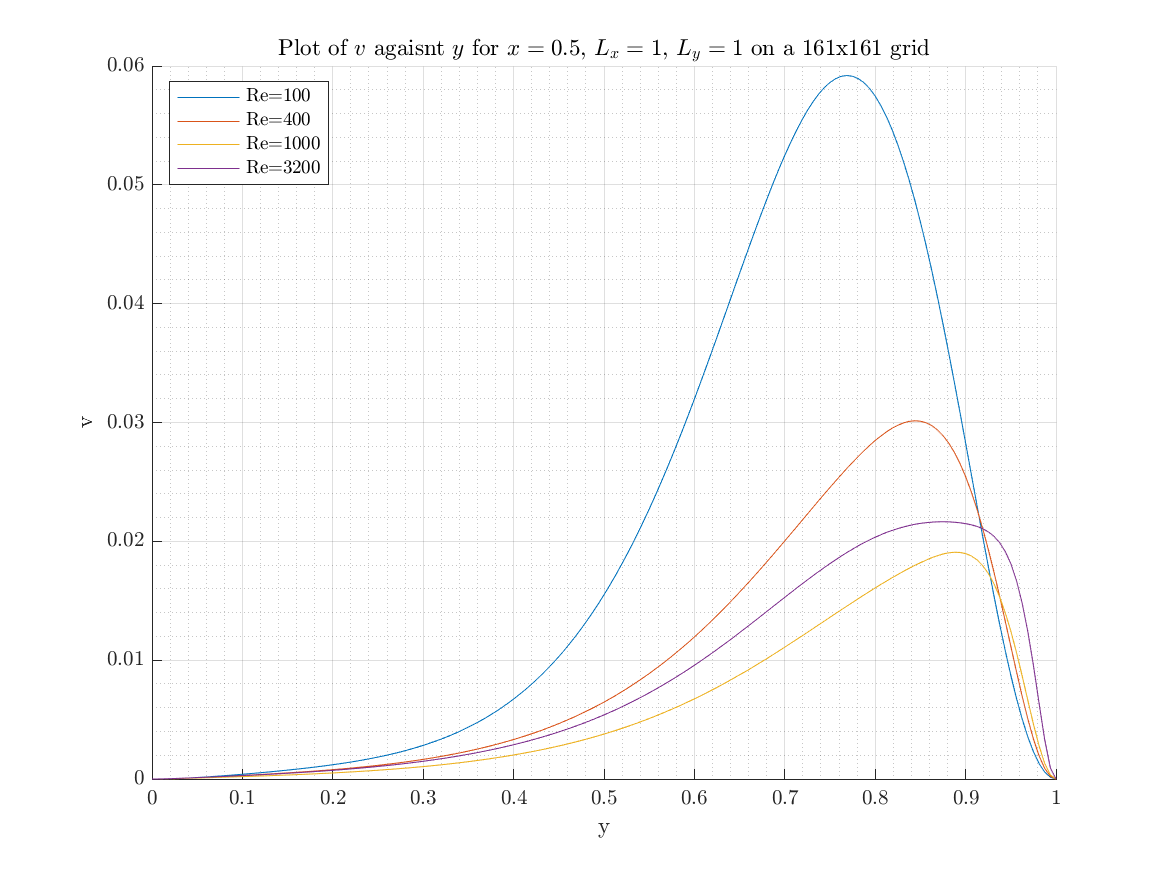 Plot of v agaisnt y for x = 0.5, Lx = 1, Ly = 1 on a 161x161 grid
0.06
Re=100
Re=400
Re=1000
Re=3200
0.05
0.04
0.03
v
0.02
0.01
0
0 0.1 0.2 0.3 0.4 0.5 0.6 0.7 0.8 0.9 1
y